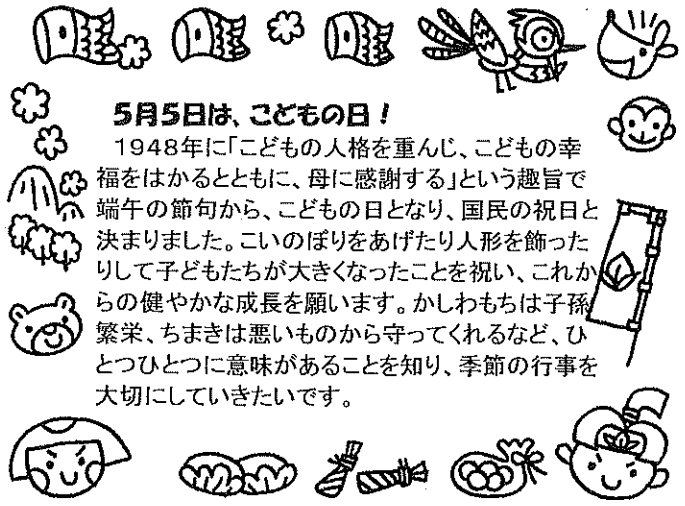 5月5日は、こどもの日！
1948年に「こどもの人格を重んじ、こどもの幸
福をはかるとともに、母に感謝する」という趣旨で
端午の節句から、こどもの日となり、国民の祝日と
決まりました。こいのぼりをあげたり人形を飾った
りして子どもたちが大きくなったことを祝い、これか
らの健やかな成長を願います。かしわもちは子孫
繁栄、ちまきは悪いものから守ってくれるなど、ひ
とつひとつに意味があることを知り、季節の行事を
大切にしていきたいです。